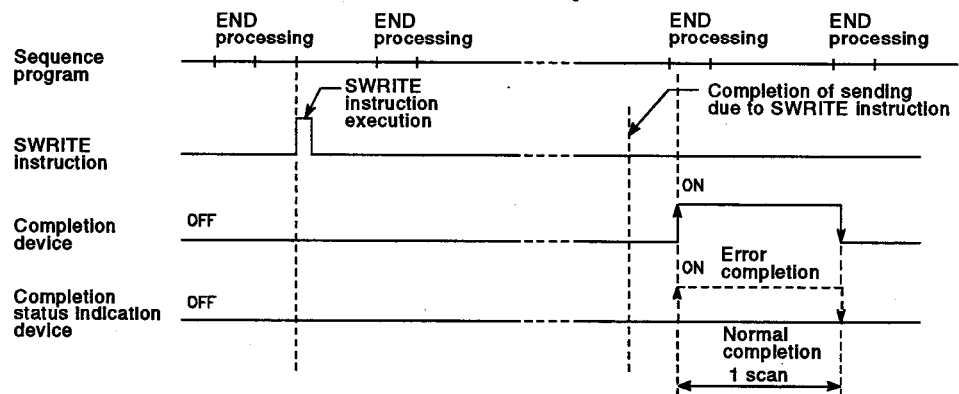 END
processing
END
processing
END
processing
END
processing
Sequence
program
SWRITE
instruction
execution
Completion of sending
due to SWRITE instruction
SWRITE
instruction
ON
OFF
Completion
device
Error
completion
ON
OFF
Completion
status indication
device
Normal
completion
1 scan